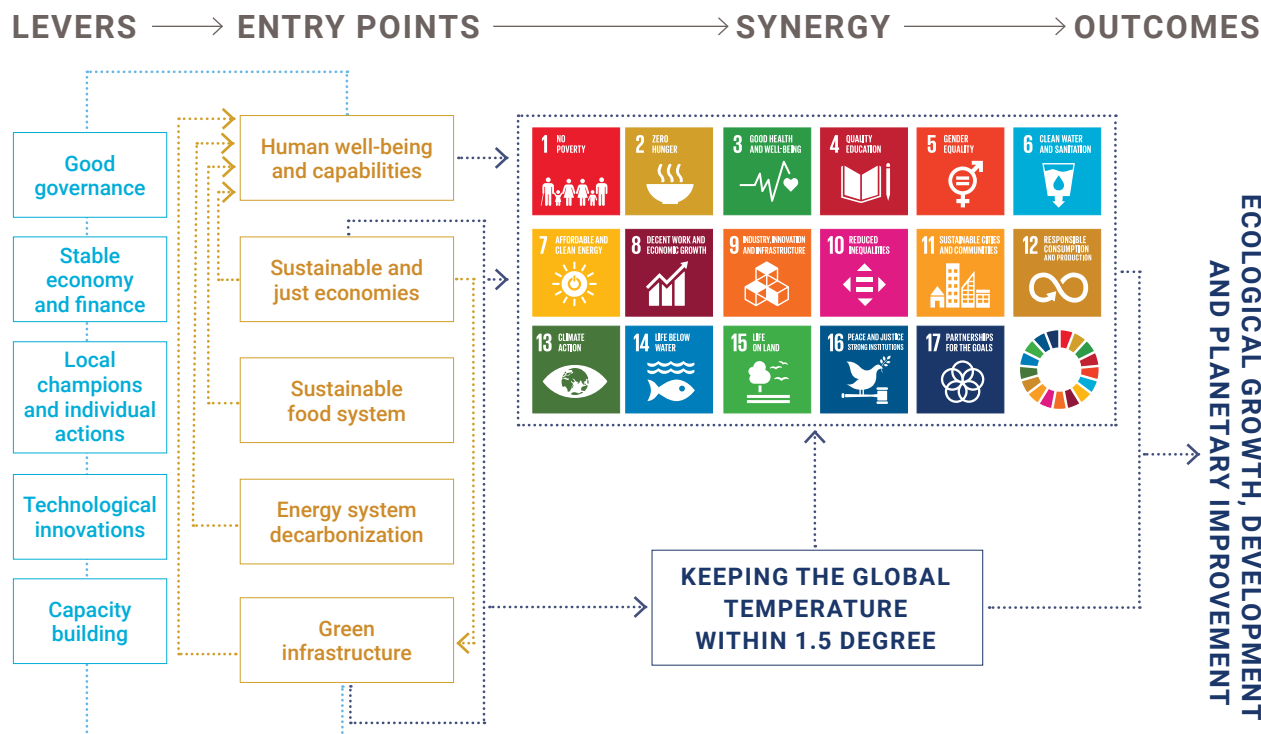 LEVERS
ENTRY POINTS
SYNERGY
OUTCOMES
Good
governance
Stable
economy
and finance
Local
champions
and individual
actions
Technological
innovations
Capacity
building
Human well-being
and capabilities
Sustainable and
just economies
Sustainable
food system
Energy system
decarbonization
Green
infrastructure
1 NO
POVERTY
2 ZERO
HUNGER
3 GOOD HEALTH
AND WELL-BEING
4 QUALITY
EDUCATION
5 GENDER
EQUALITY
6 CLEAN WATER
AND SANITATION
7 AFFORDABLE AND
CLEAN ENERGY
8 DECENT WORK AND
ECONOMIC GROWTH
9 INDUSTRY, INNOVATION
AND INFRASTRUCTURE
10 REDUCED
INEQUALITIES
11 SUSTAINABLE CITIES
AND COMMUNITIES
12 RESPONSIBLE
CONSUMPTION
AND PRODUCTION
13 CLIMATE
ACTION
14 LIFE BELOW
WATER
15 LIFE
ON LAND
16 PEACE AND JUSTICE
STRONG INSTITUTIONS
17 PARTNERSHIPS
FOR THE GOALS
KEEPING THE GLOBAL
TEMPERATURE
WITHIN 1.5 DEGREE
ECOLOGICAL GROWTH, DEVELOPMENT
AND PLANETARY IMPROVEMENT